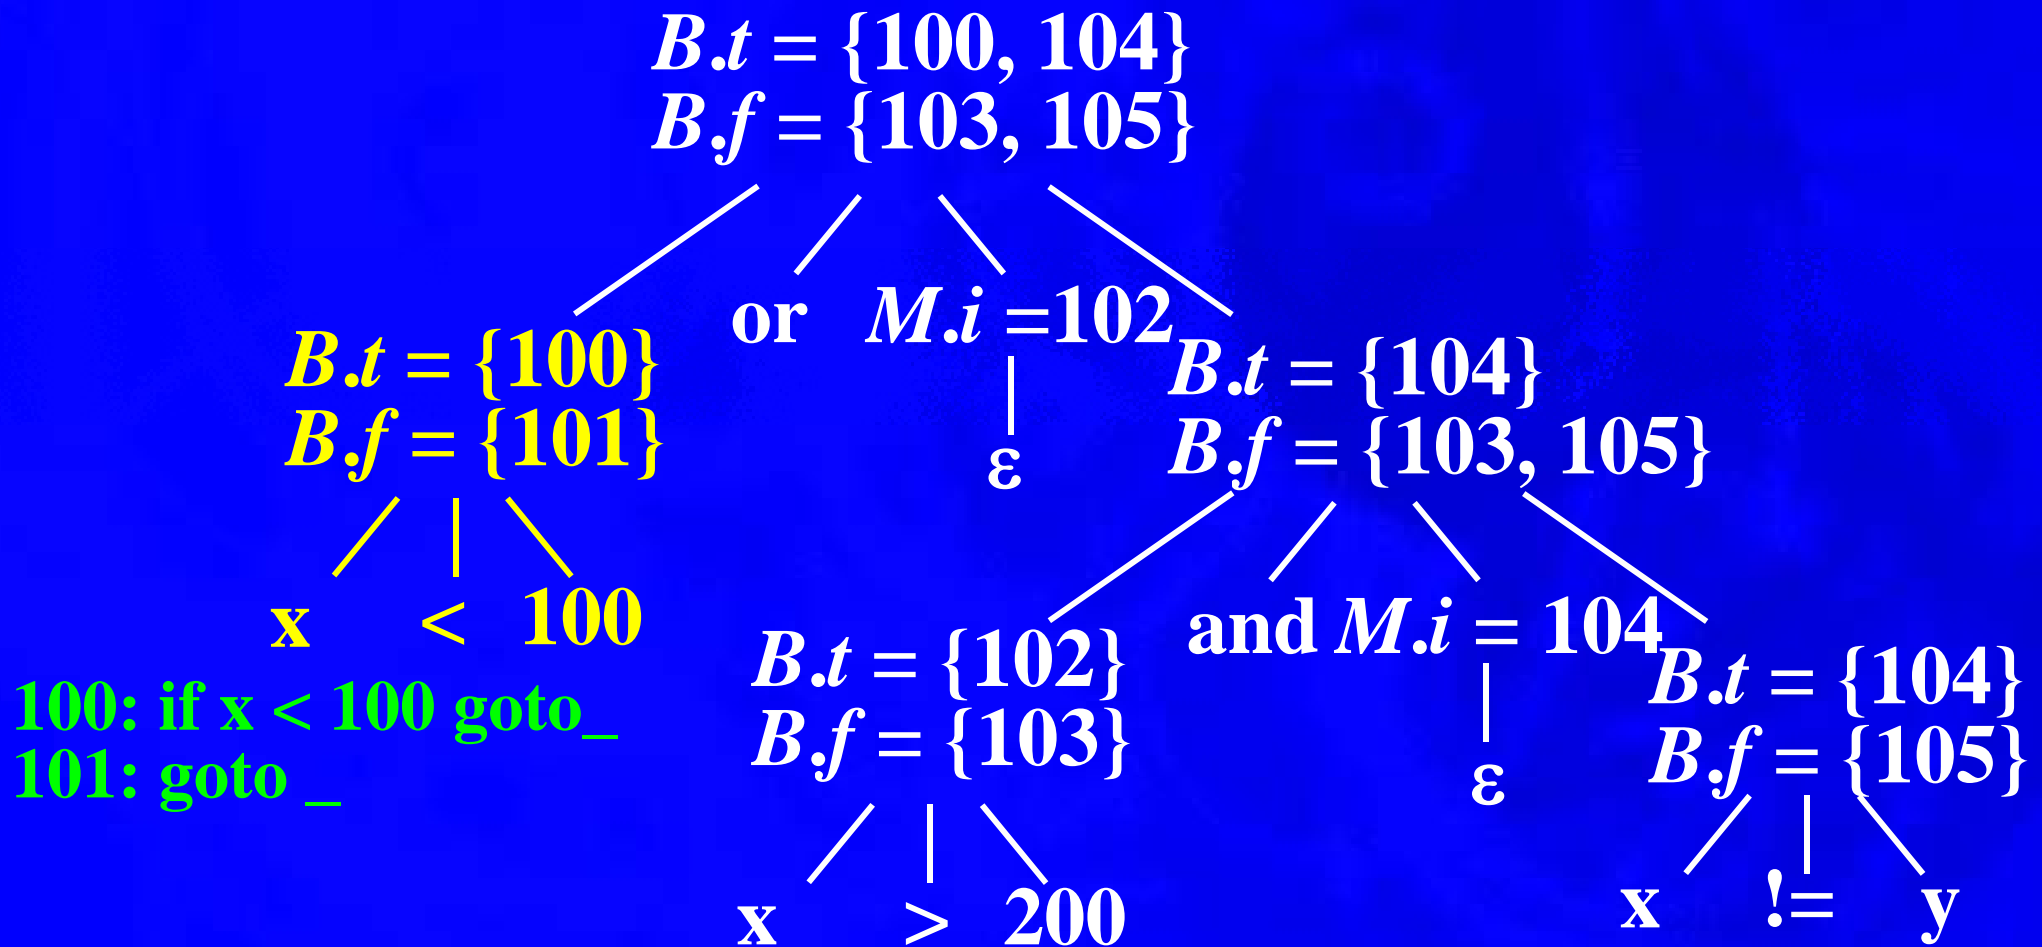 B.t = {100, 104}
B.f = {103, 105}
or M.i =102
B.t = {100}
B.f = {101}
B.t = {104}
B.f = {103, 105}
ε
x < 100
and M.i = 104
B.t = {102}
B.f = {103}
B.t = {104}
B.f = {105}
100: if x < 100 goto_
101: goto _
ε
x > 200
x != y